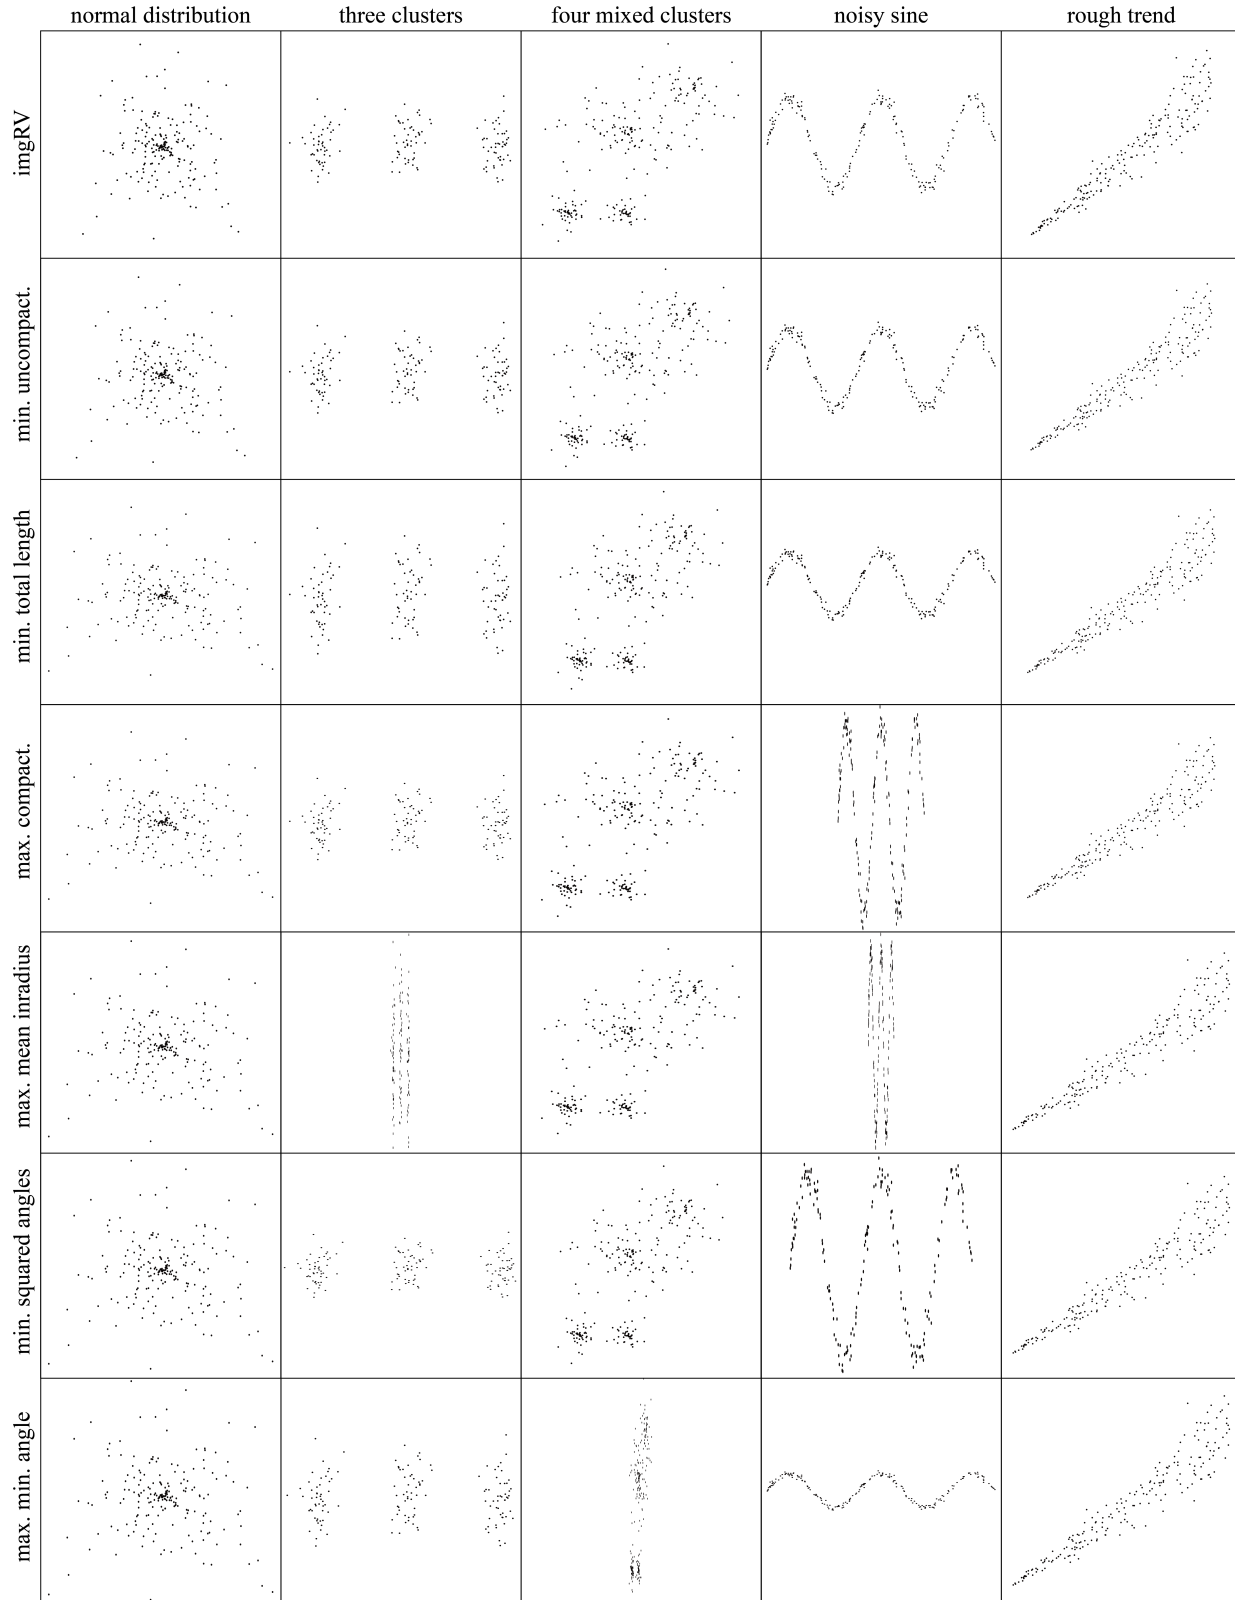 normal distribution
three clusters
four mixed clusters
noisy sine
rough trend
imgRV
min. uncompact.
min. total length
max. compact.
max. mean inradius
min. squared angles
max. min. angle